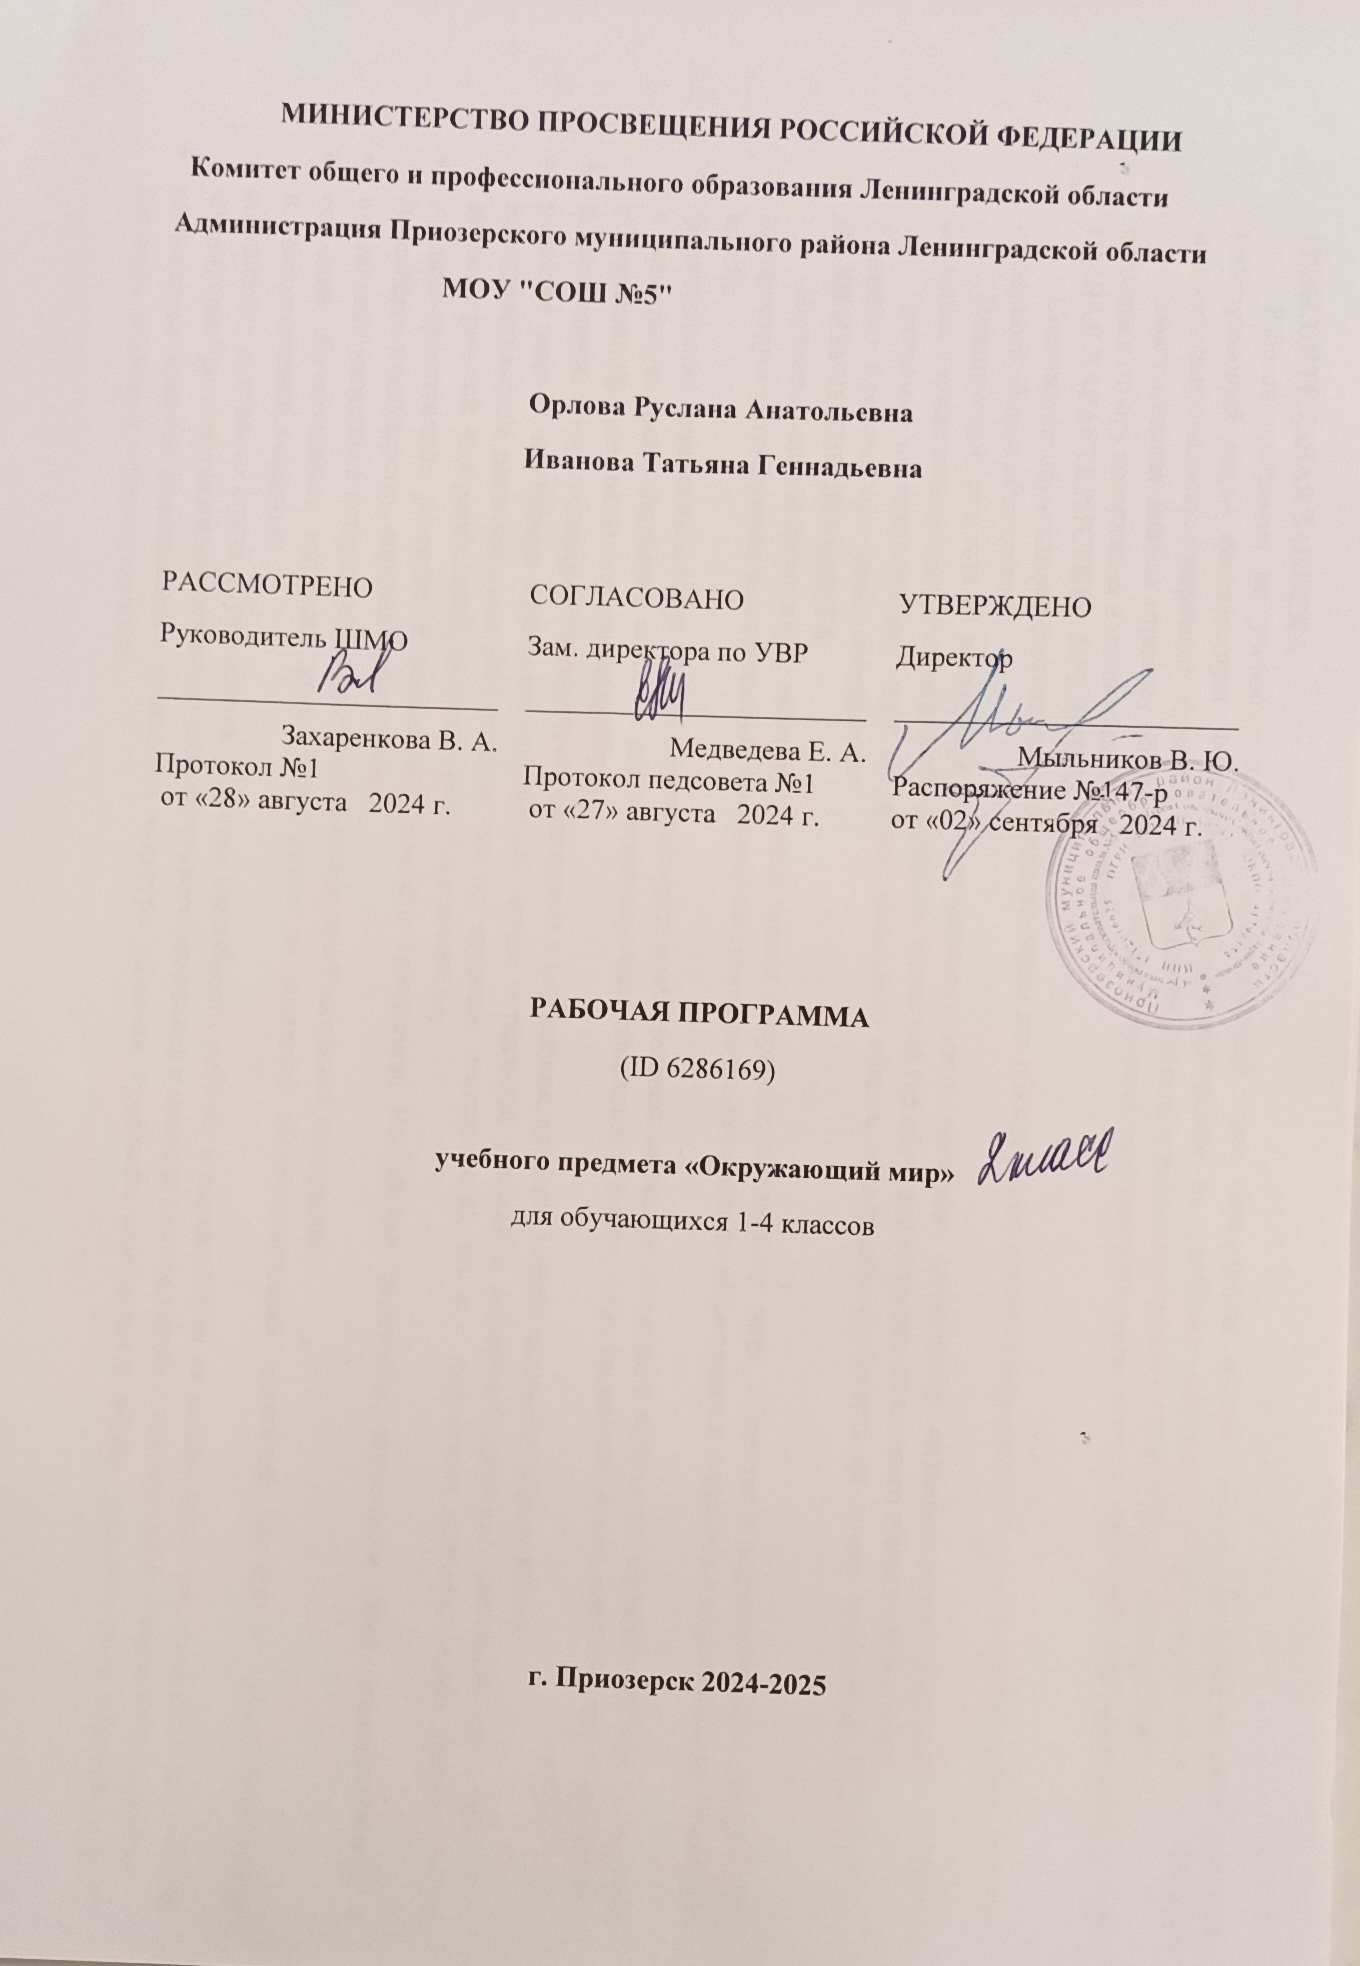 МИНИСТЕРСТВО ПРОСВЕЩЕНИЯ РОССИЙСКОЙ ФЕДЕРАЦИИ
Комитет общего и профессионального образования Ленинградской области
Администрация Приозерского муниципального района Ленинградской области
МОУ "СОШ №5"
Орлова Руслана Анатольевна
Иванова Татьяна Геннадьевна
РАССМОТРЕНО
Руководитель ШМО
Захаренкова В. А.
Протокол №1
от «28» августа 2024 г.
СОГЛАСОВАНО
Зам. директора по УВР
Медведева Е. А.
Протокол педсовета №1
от «27» августа 2024 г.
УТВЕРЖДЕНО
Директор
Мыльников В. Ю.
Распоряжение №147-р
от «02» сентября 2024 г.
РАБОЧАЯ ПРОГРАММА
(ID 6286169)
учебного предмета «Окружающий мир» 2 класс
для обучающихся 1-4 классов
г. Приозерск 2024-2025